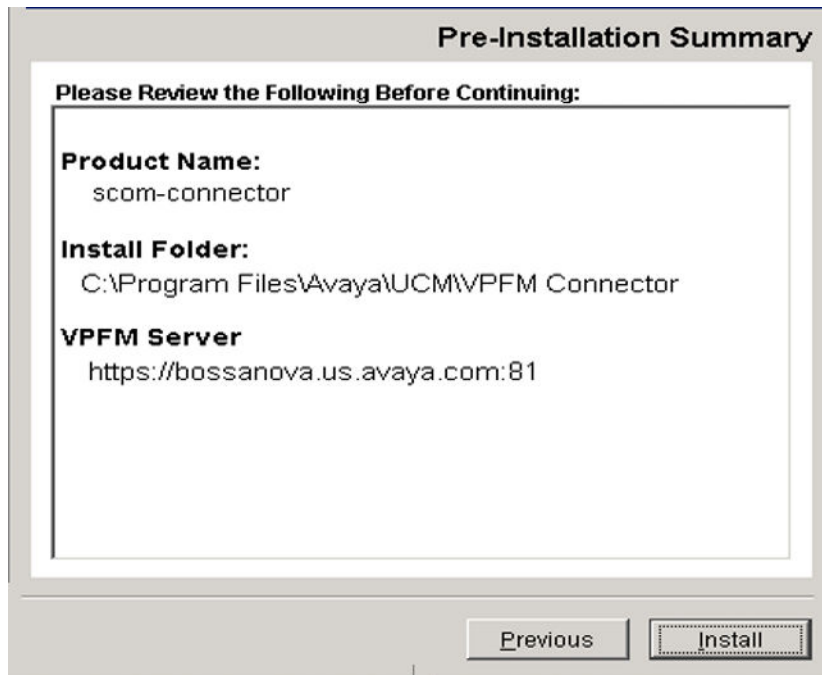 Pre-Installation Summary
Please Review the Following Before Continuing:
Product Name:
scom-connector
Install Folder:
C:\Program Files\Avaya\UCM\VPFM Connector
VPFM Server
https://bossanova.us.avaya.com:81
Previous
Install